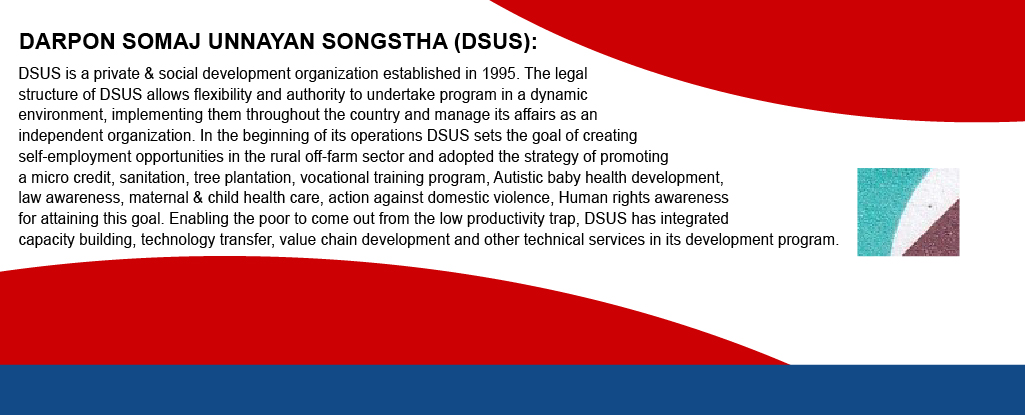 DARPON SOMAJ UNNAYAN SONGSTHA (DSUS):
DSUS is a private & social development organization established in 1995. The legal
structure of DSUS allows flexibility and authority to undertake program in a dynamic
environment, implementing them throughout the country and manage its affairs as an
independent organization. In the beginning of its operations DSUS sets the goal of creating
self-employment opportunities in the rural off-farm sector and adopted the strategy of promoting
a micro credit, sanitation, tree plantation, vocational training program, Autistic baby health development,
law awareness, maternal & child health care, action against domestic violence, Human rights awareness
for attaining this goal. Enabling the poor to come out from the low productivity trap, DSUS has integrated
capacity building, technology transfer, value chain development and other technical services in its development program.